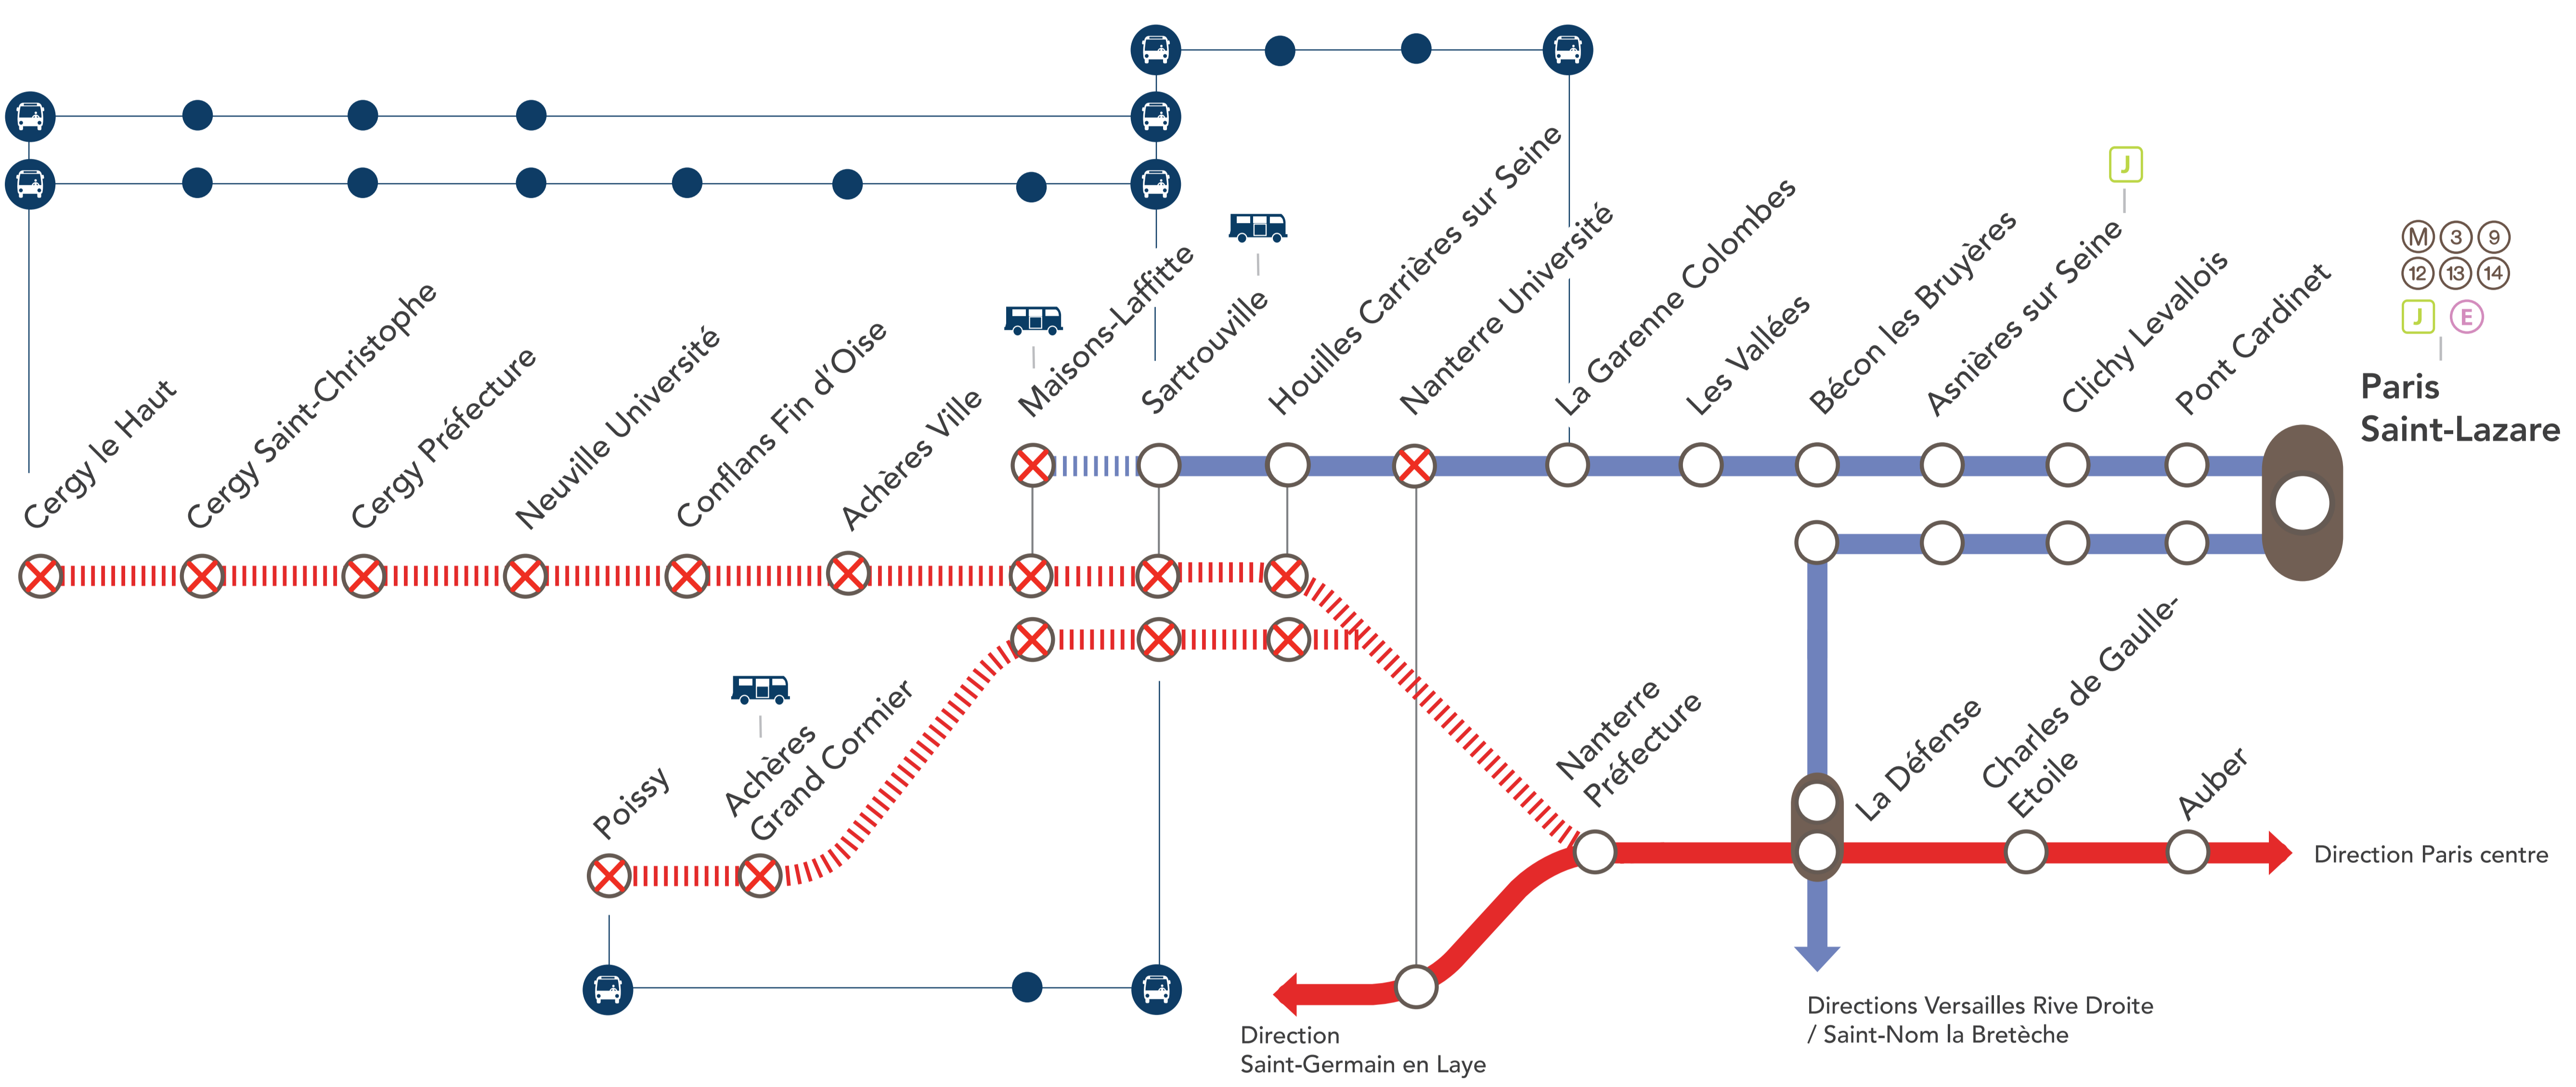 Cergy le Haut
Cergy Saint-Christophe
Cergy Préfecture
Neuville Université
Conflans Fin d'Oise
Achères Ville
Maisons-Laffitte
Sartrouville
Houilles Carrières sur Seine
Nanterre Université
La Garenne Colombes
Les Vallées
Bécon les Bruyères
Asnières sur Seine
J
Clichy Levallois
Pont Cardinet
M 3 9
12 13 14
J E
Paris
Saint-Lazare
Poissy
Achères
Grand Cormier
Nanterre
Préfecture
La Défense
Charles de Gaulle-
Etoile
Auber
Direction Paris centre
Directions Versailles Rive Droite
/ Saint-Nom la Bretèche
Direction
Saint-Germain en Laye